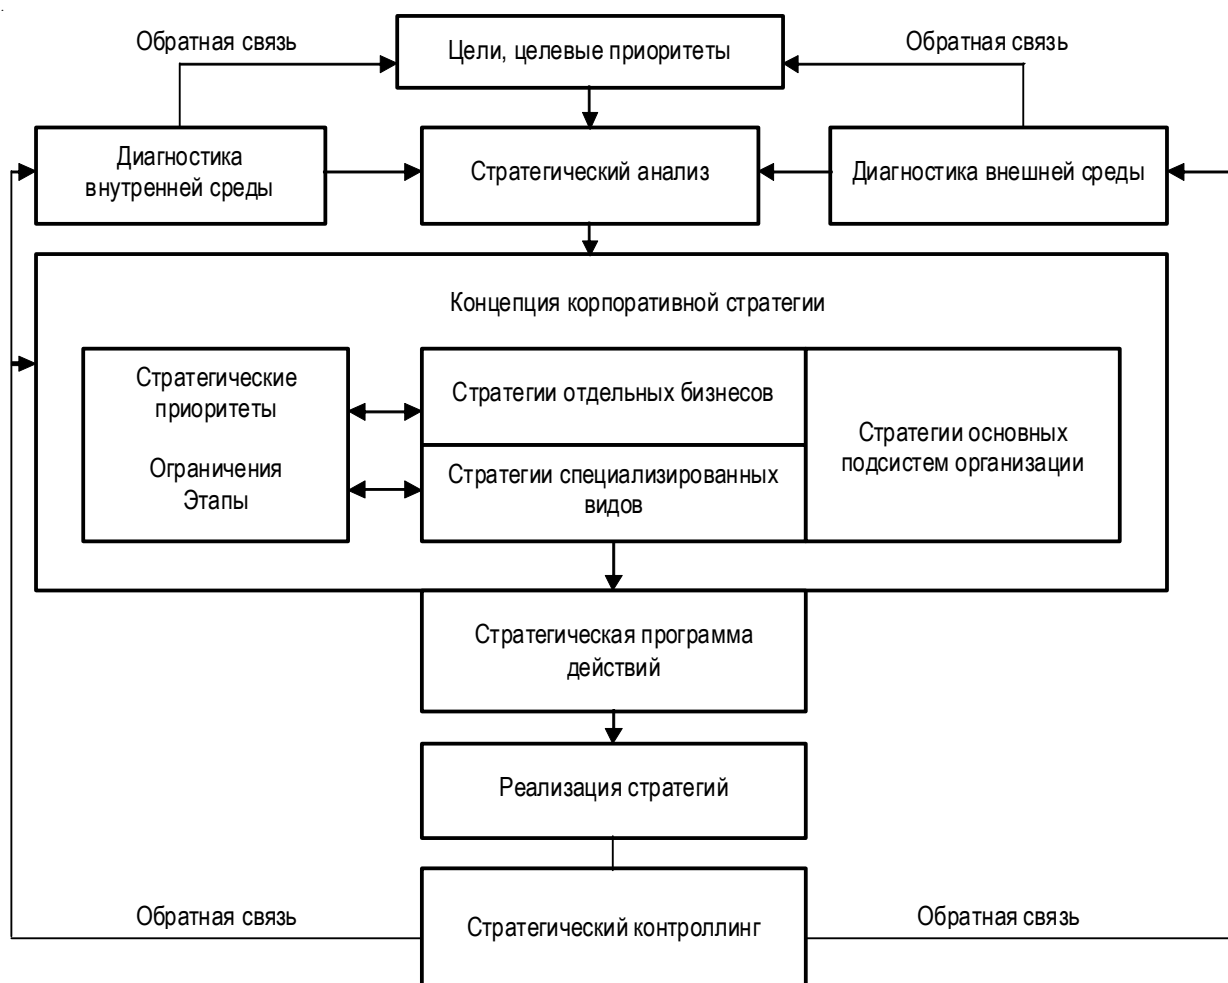 Обратная связь
Цели, целевые приоритеты
Обратная связь
Диагностика
внутренней среды
Стратегический анализ
Диагностика внешней среды
Концепция корпоративной стратегии
Стратегические
приоритеты
Ограничения
Этапы
Стратегии отдельных бизнесов
Стратегии специализированных
видов
Стратегии основных
подсистем организации
Стратегическая программа
действий
Реализация стратегий
Обратная связь
Стратегический контроллинг
Обратная связь